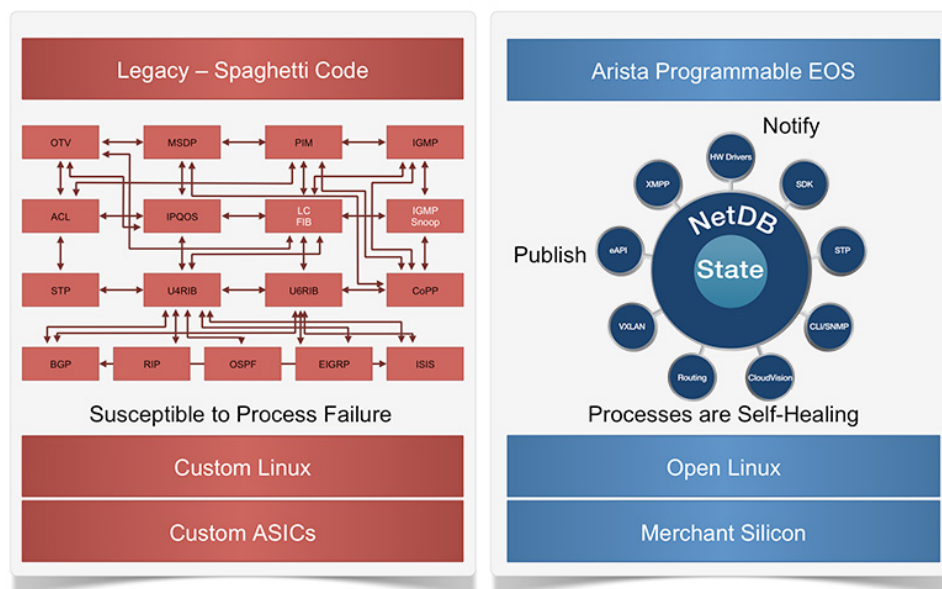 Legacy – Spaghetti Code
OTV
MSDP
PIM
IGMP
ACL
IPQOS
LC
FIB
IGMP
Snoop
STP
U4RIB
U6RIB
CoPP
BGP
RIP
OSPF
EIGRP
ISIS
Susceptible to Process Failure
Custom Linux
Custom ASICs
Arista Programmable EOS
Notify
HW Drivers
XMPP
SDK
NetDB
Publish
eAPI
State
STP
VXLAN
CLI/SNMP
Routing
CloudVision
Processes are Self-Healing
Open Linux
Merchant Silicon